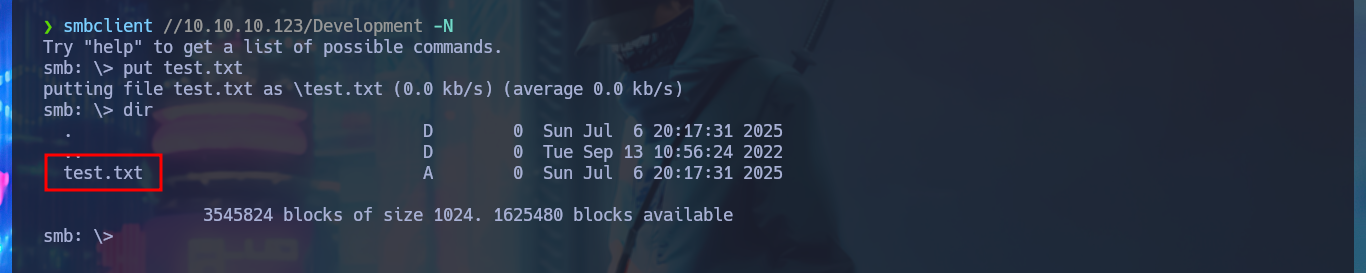 ❯ smbclient //10.10.10.123/Development -N
Try "help" to get a list of possible commands.
smb: \> put test.txt
putting file test.txt as \test.txt (0.0 kb/s) (average 0.0 kb/s)
smb: \> dir
  .                                   D        0  Sun Jul  6 20:17:31 2025
  ..                                  D        0  Tue Sep 13 10:56:24 2022
  test.txt                            A        0  Sun Jul  6 20:17:31 2025
                3545824 blocks of size 1024. 1625480 blocks available
smb: \>